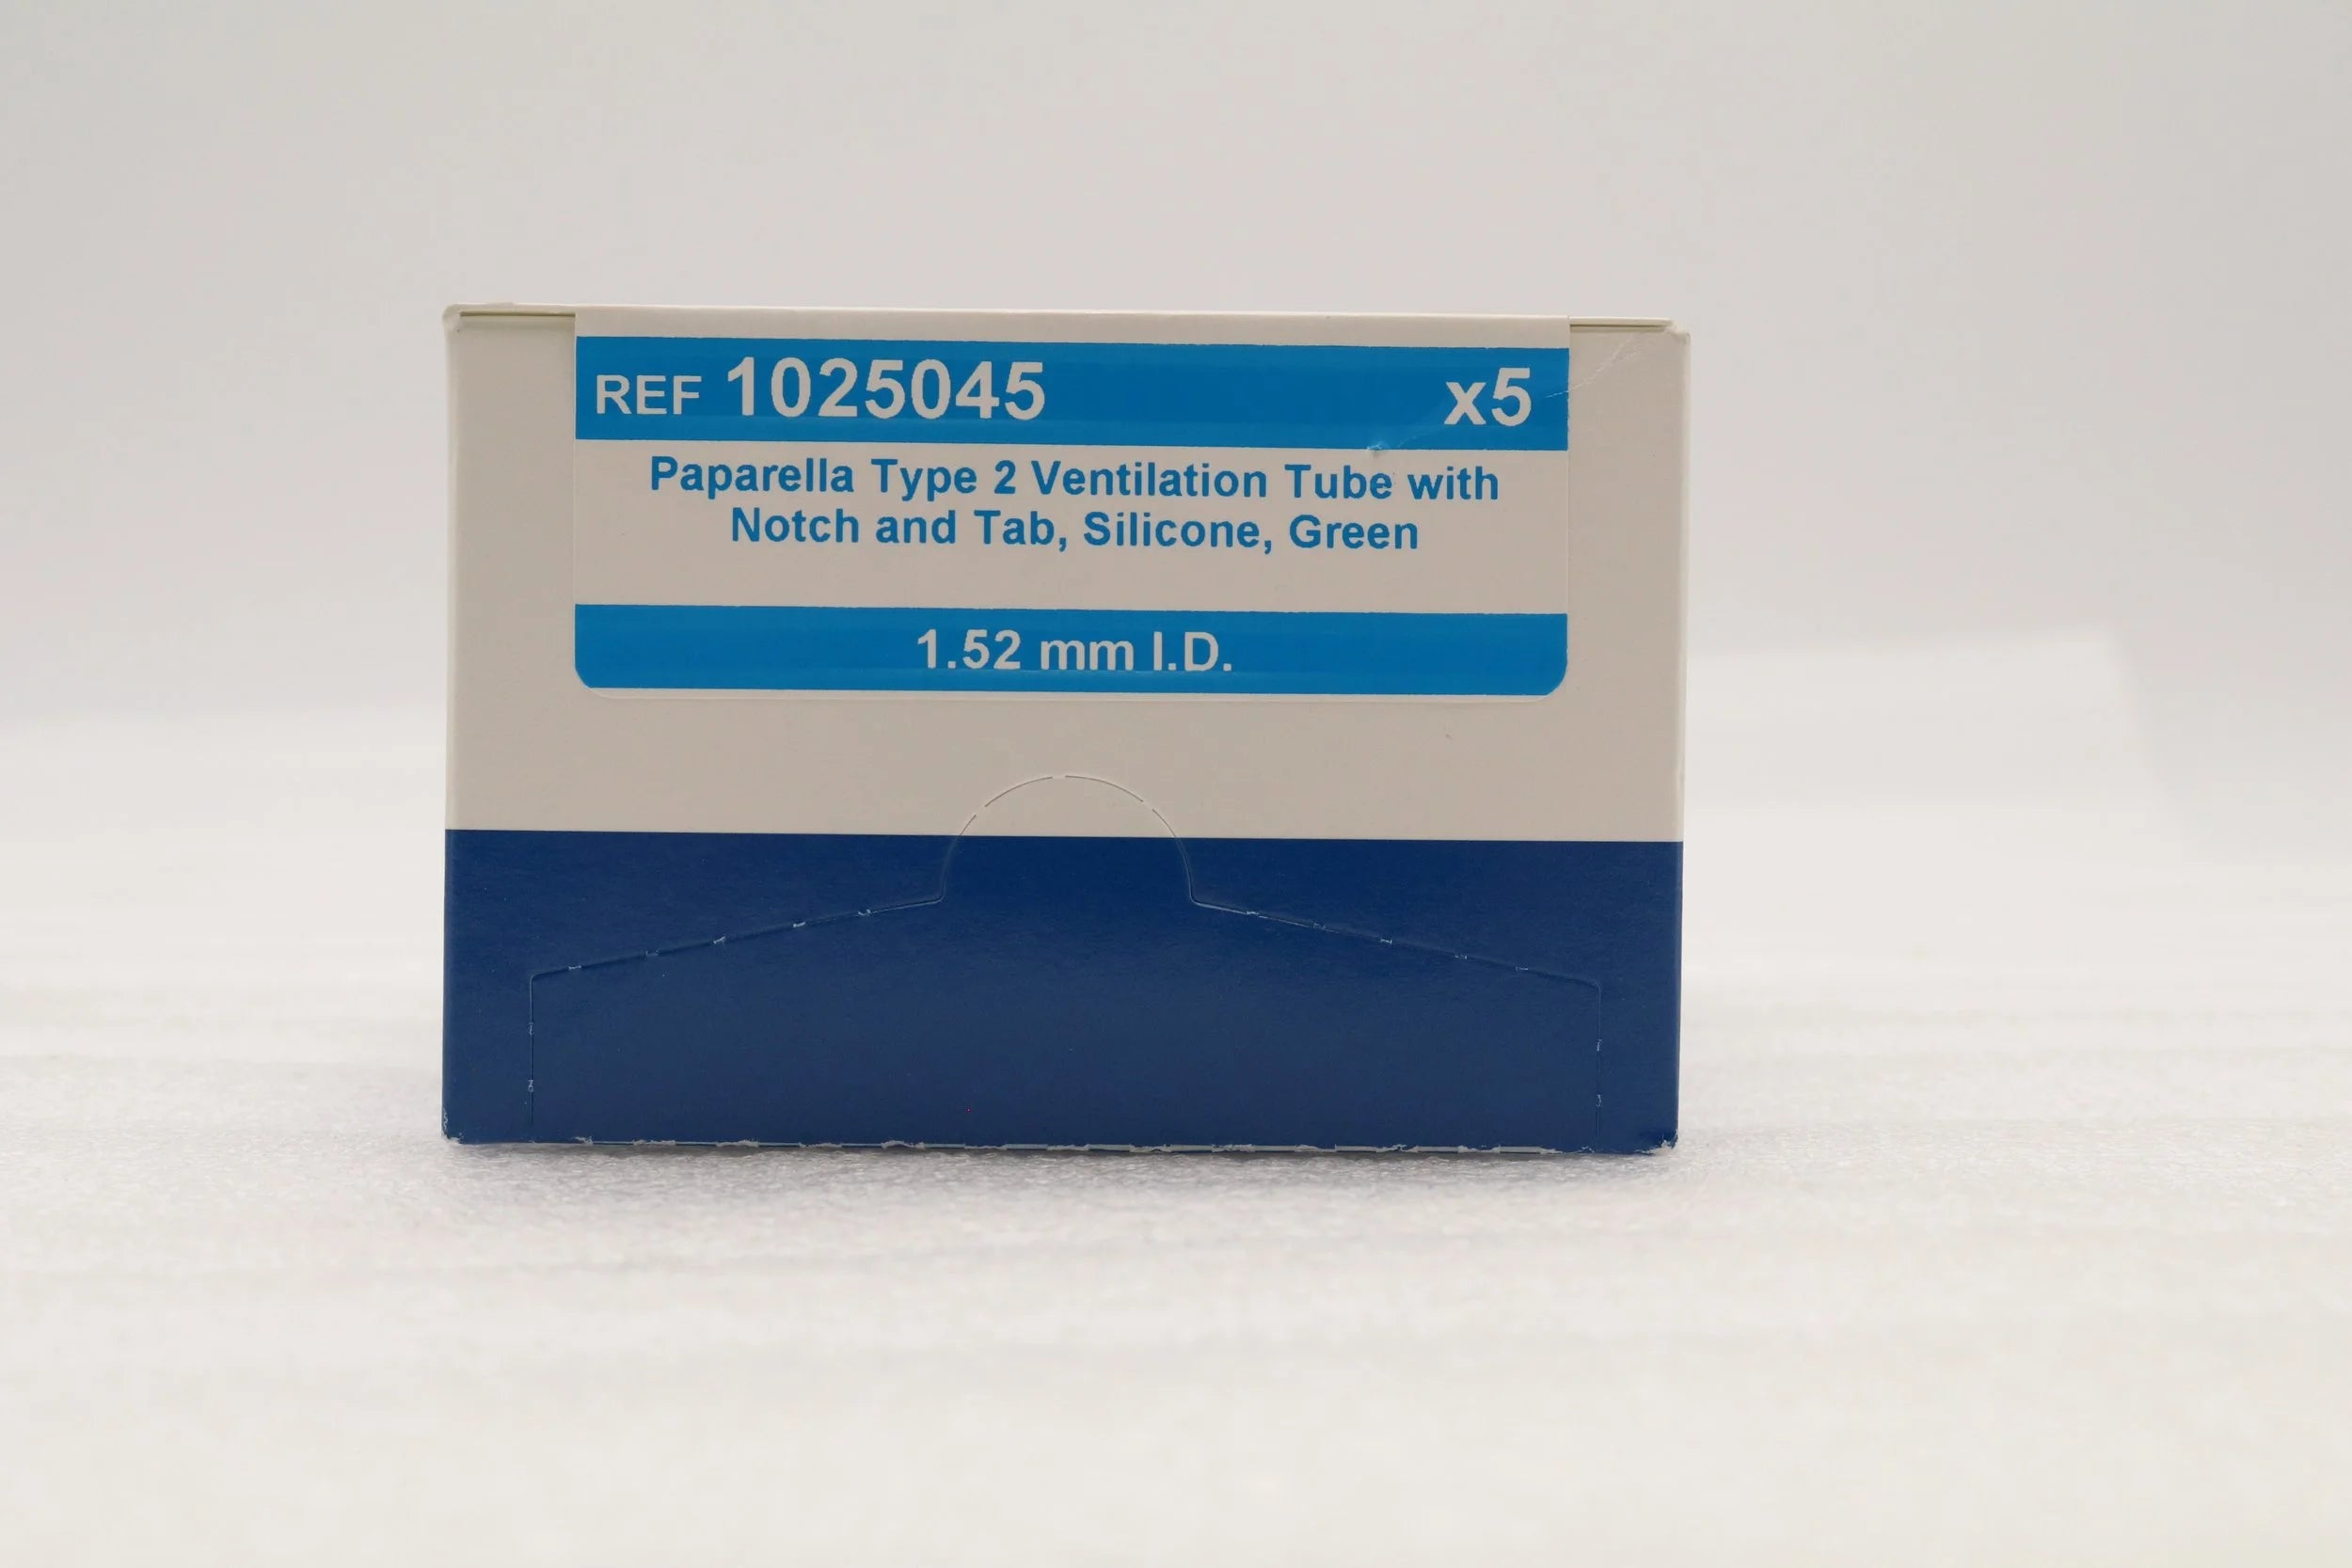 REF 1025045 x5
Paparella Type 2 Ventilation Tube with
Notch and Tab, Silicone, Green
1.52 mm I.D.